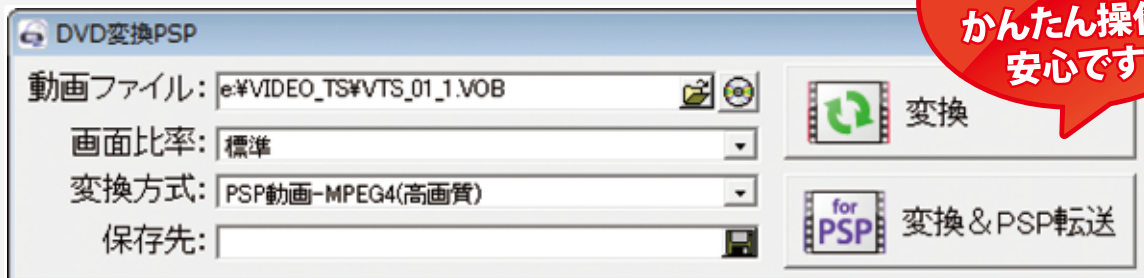 DVD変換PSP
かんたん操作
安心です
動画ファイル: e:¥VIDEO_TS¥VTS_01_1.VOB
変換
画面比率: 標準
変換方式: PSP動画-MPEG4(高画質)
for
PSP
変換&PSP転送
保存先: